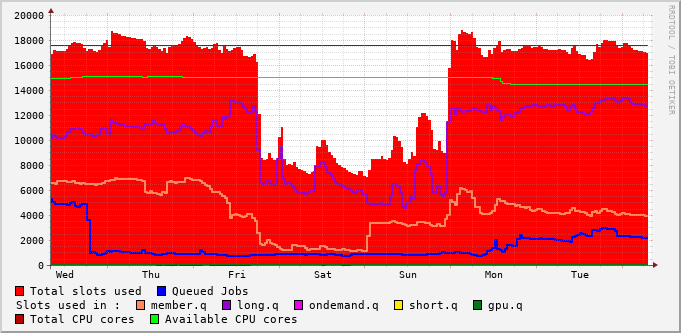 20000
18000
16000
14000
12000
10000
8000
6000
4000
2000
0
Wed Thu Fri Sat Sun Mon Tue
RRDTOOL / TOBI OETIKER
Total slots used Queued Jobs
Slots used in : member.q long.q ondemand.q short.q gpu.q
Total CPU cores Available CPU cores